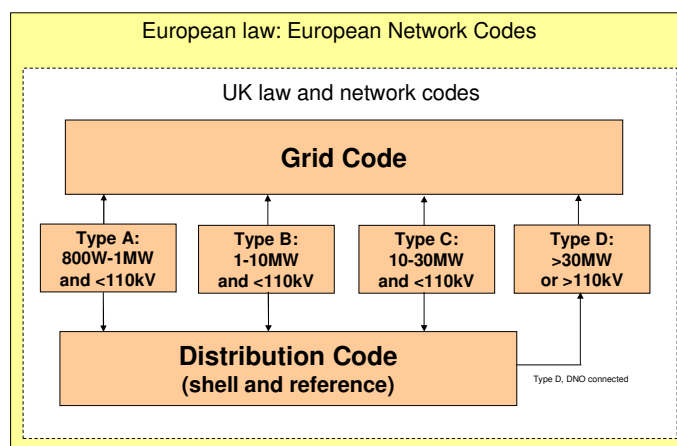 European law: European Network Codes
UK law and network codes
Grid Code
Type A:
800W-1MW
and <110kV
Type B:
1-10MW
and <110kV
Type C:
10-30MW
and <110kV
Type D:
>30MW
or >110kV
Distribution Code
(shell and reference)
Type D, DNO connected